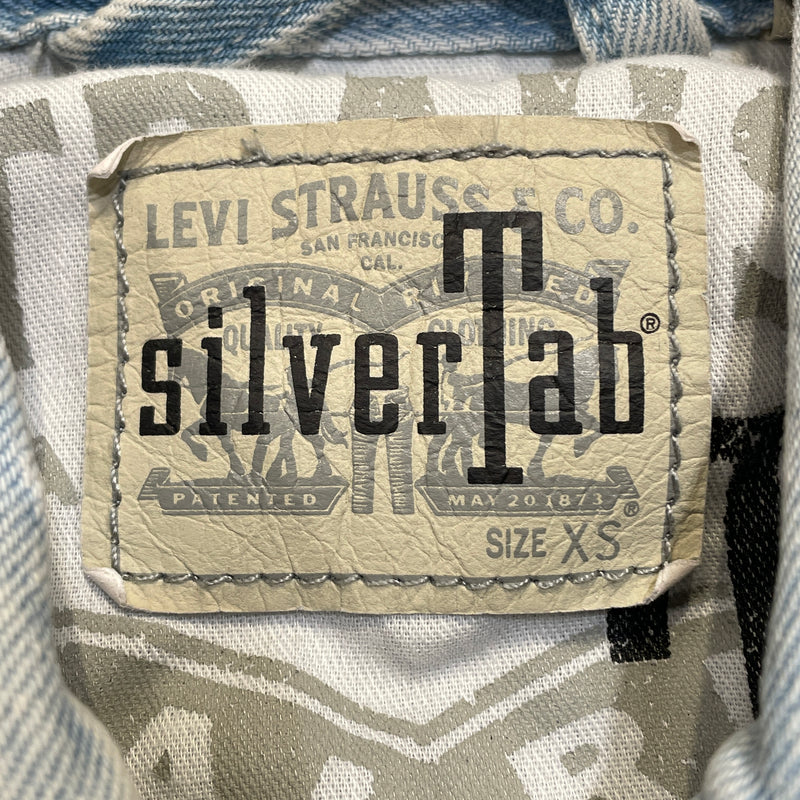 LEVI STRAUSS & CO.
SAN FRANCISCO
CAL.
ORIGINAL RIVETED
QUALITY CLOTHING
silverTab®
PATENTED MAY 20 1873 ®
SIZE XS